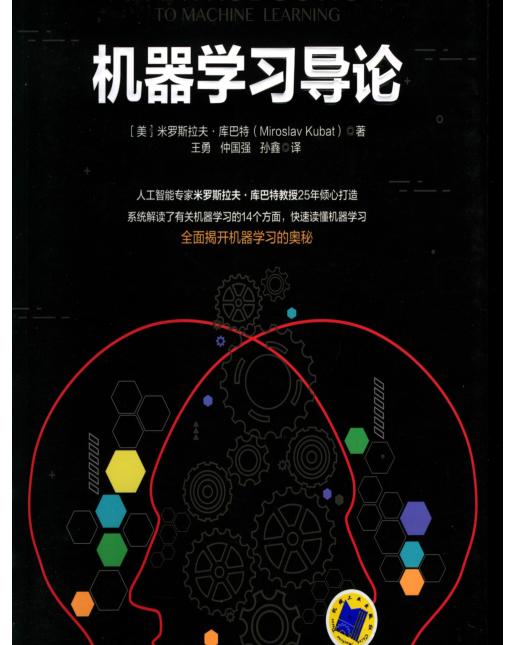 TO MACHINE LEARNING
机器学习导论
[美] 米罗斯拉夫·库巴特（Miroslav Kubat）◎著
王勇 仲国强 孙鑫◎译
人工智能专家米罗斯拉夫·库巴特教授25年倾心打造
系统解读了有关机器学习的14个方面，快速读懂机器学习
全面揭开机器学习的奥秘